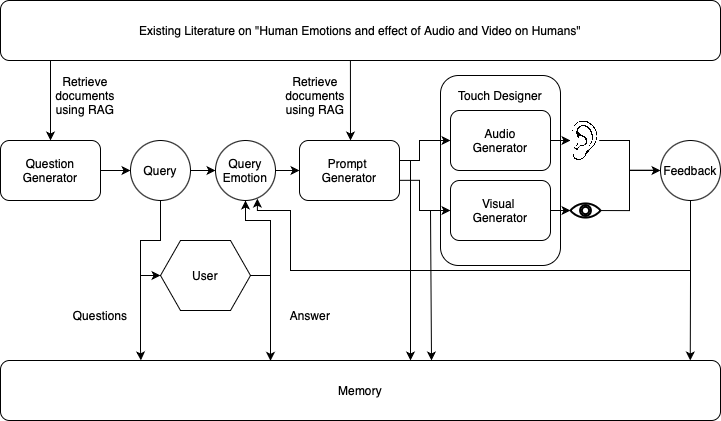 Existing Literature on "Human Emotions and effect of Audio and Video on Humans"
Retrieve
documents
using RAG
Retrieve
documents
using RAG
Touch Designer
Question
Generator
Query
Query
Emotion
Prompt
Generator
Audio
Generator
Visual
Generator
Feedback
User
Questions
Answer
Memory